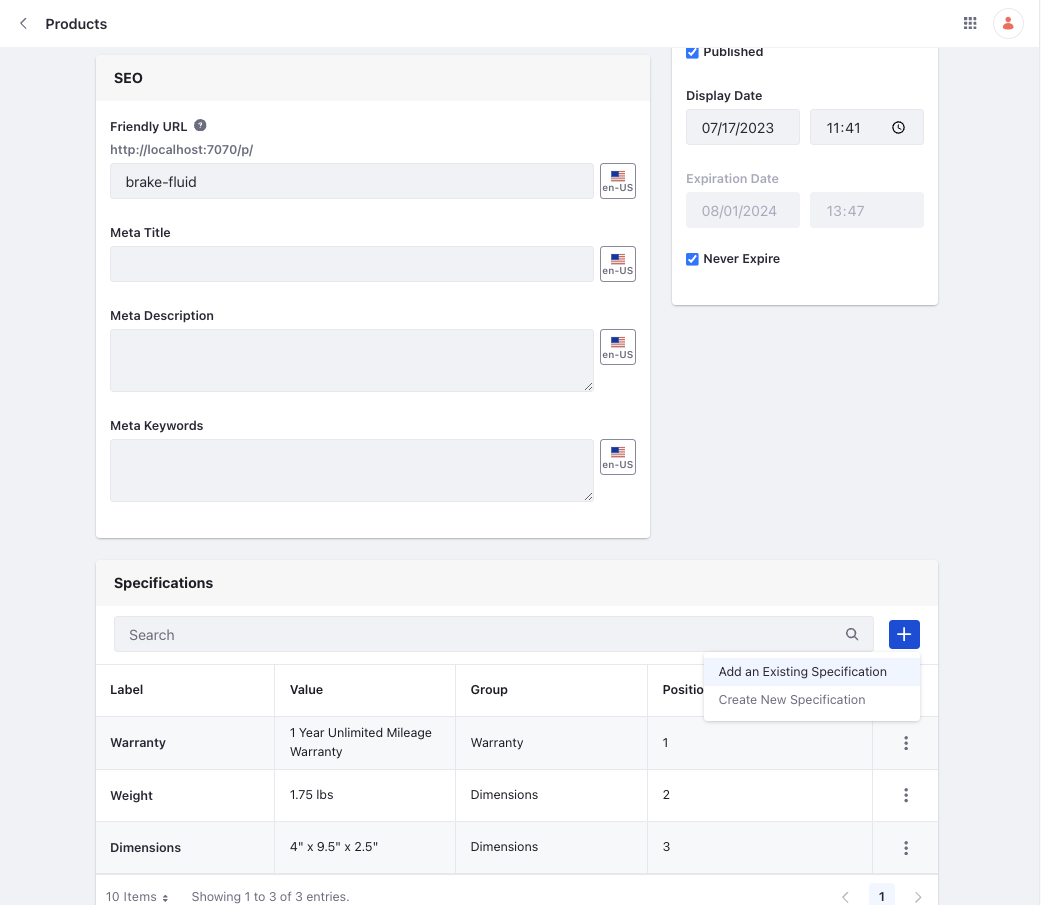 Products
SEO
Friendly URL ?
http://localhost:7070/p/
brake-fluid
en-US
Meta Title
en-US
Meta Description
en-US
Meta Keywords
en-US
Published
Display Date
07/17/2023
11:41
Expiration Date
08/01/2024
13:47
Never Expire
Specifications
Search
Add an Existing Specification
Create New Specification
Label Value Group Positio
Warranty 1 Year Unlimited Mileage Warranty Warranty 1
Weight 1.75 lbs Dimensions 2
Dimensions 4" x 9.5" x 2.5" Dimensions 3
10 Items Showing 1 to 3 of 3 entries. 1